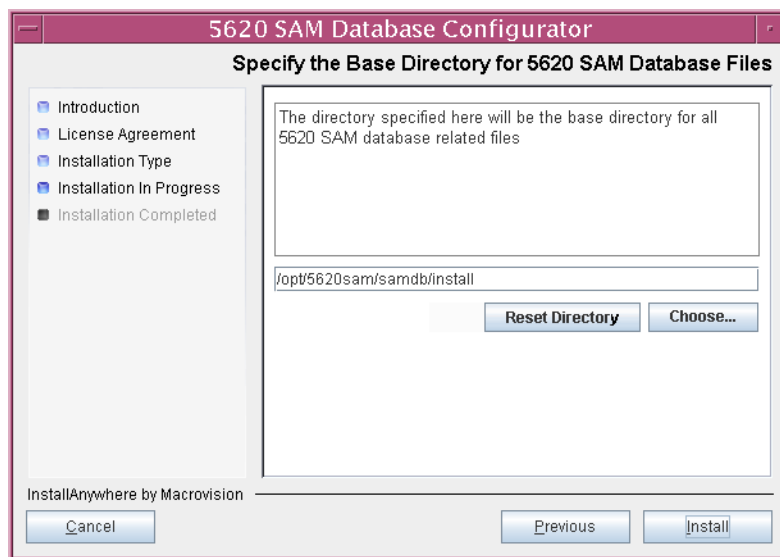 5620 SAM Database Configurator
Specify the Base Directory for 5620 SAM Database Files
Introduction
License Agreement
Installation Type
Installation In Progress
Installation Completed
The directory specified here will be the base directory for all
5620 SAM database related files
/opt/5620sam/samdb/install
Reset Directory
Choose...
InstallAnywhere by Macrovision
Cancel
Previous
Install